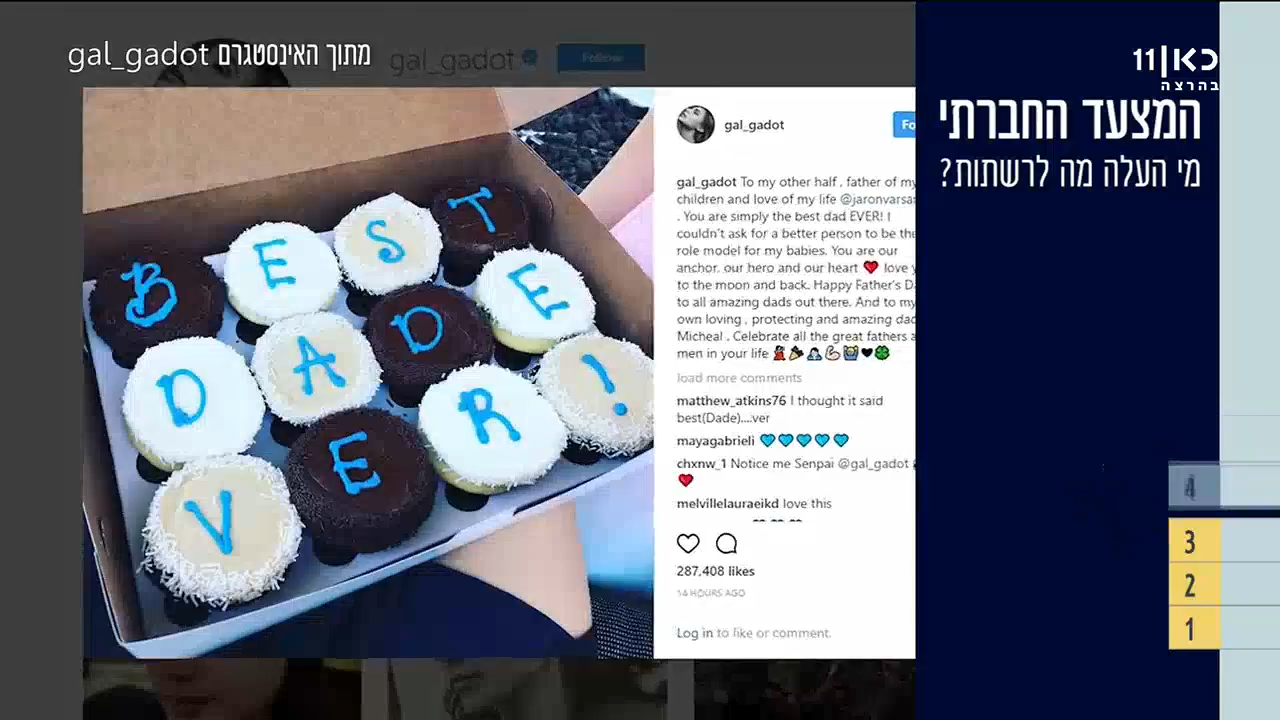 מתוך האינסטגרם gal_gadot
gal_gadot
Follow
כאן|11
בהרצה
המצעד החברתי
מי העלה מה לרשתות?
B E S T
D A D E
V E R !
gal_gadot
Fo
gal_gadot To my other half , father of my
children and love of my life @jaronvarsa
. You are simply the best dad EVER! I
couldn't ask for a better person to be the
role model for my babies. You are our
anchor, our hero and our heart ❤️ love y
to the moon and back. Happy Father's D
to all amazing dads out there. And to my
own loving , protecting and amazing dad
Micheal , Celebrate all the great fathers a
men in your life
load more comments
matthew_atkins76 I thought it said
best(Dade)....ver
mayagabrieli 💙💙💙💙💙
chxnw_1 Notice me Senpai @gal_gadot
❤️
melvillelauraeikd love this
287,408 likes
14 HOURS AGO
Log in to like or comment.
4
3
2
1